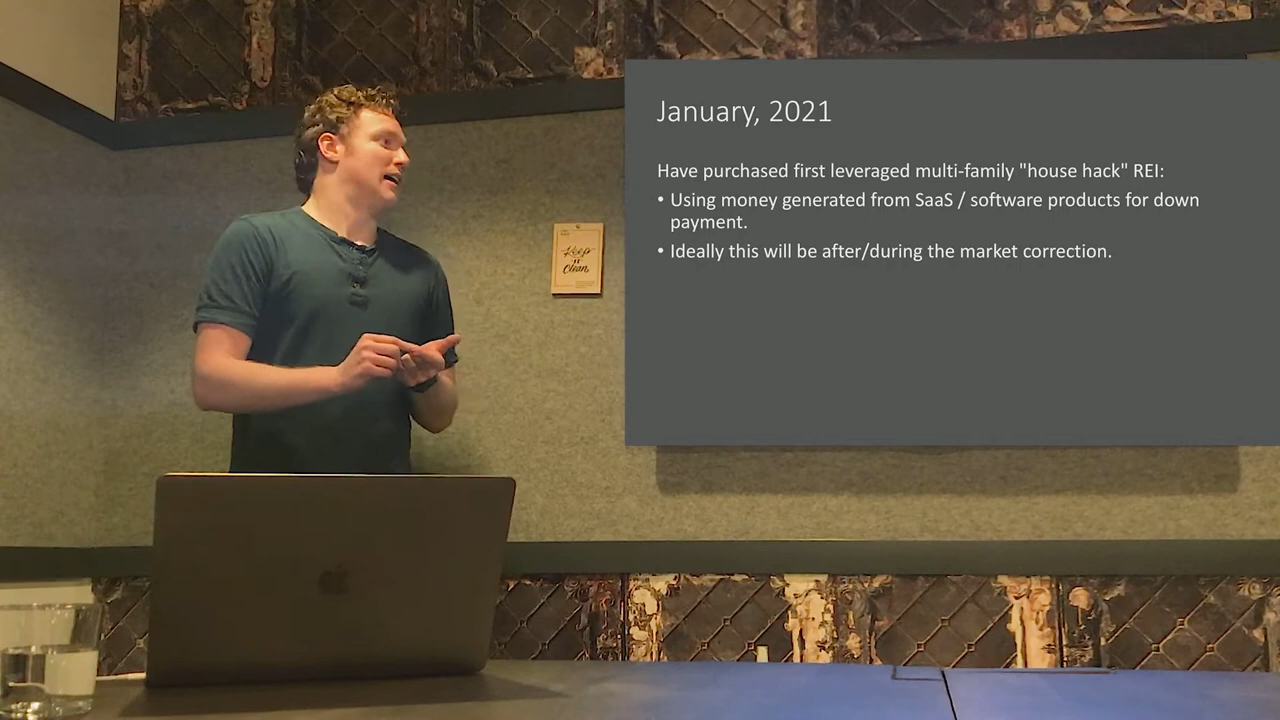 January, 2021
Have purchased first leveraged multi-family "house hack" REI:
• Using money generated from SaaS / software products for down
payment.
• Ideally this will be after/during the market correction.
Keep
it
Clean